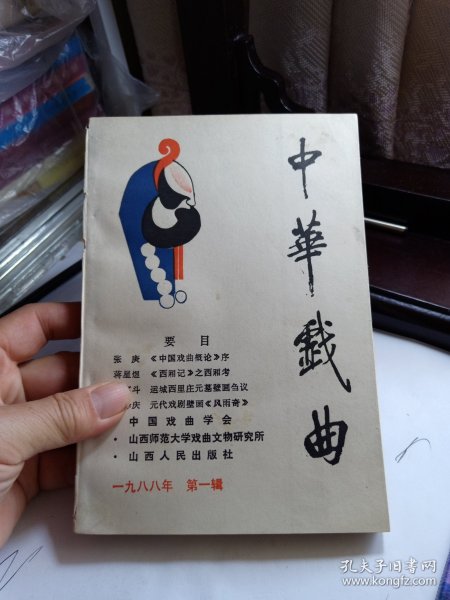 中華戲曲
要目
张庚 《中国戏曲概论》序
蒋星煜 《西厢记》之西厢考
斗 运城西里庄元墓壁画刍议
庆 元代戏剧壁画《风雨奇》
中国戏曲学会
·山西师范大学戏曲文物研究所
·山西人民出版社
一九八八年 第一辑
孔夫子旧书网
www.kongfz.com